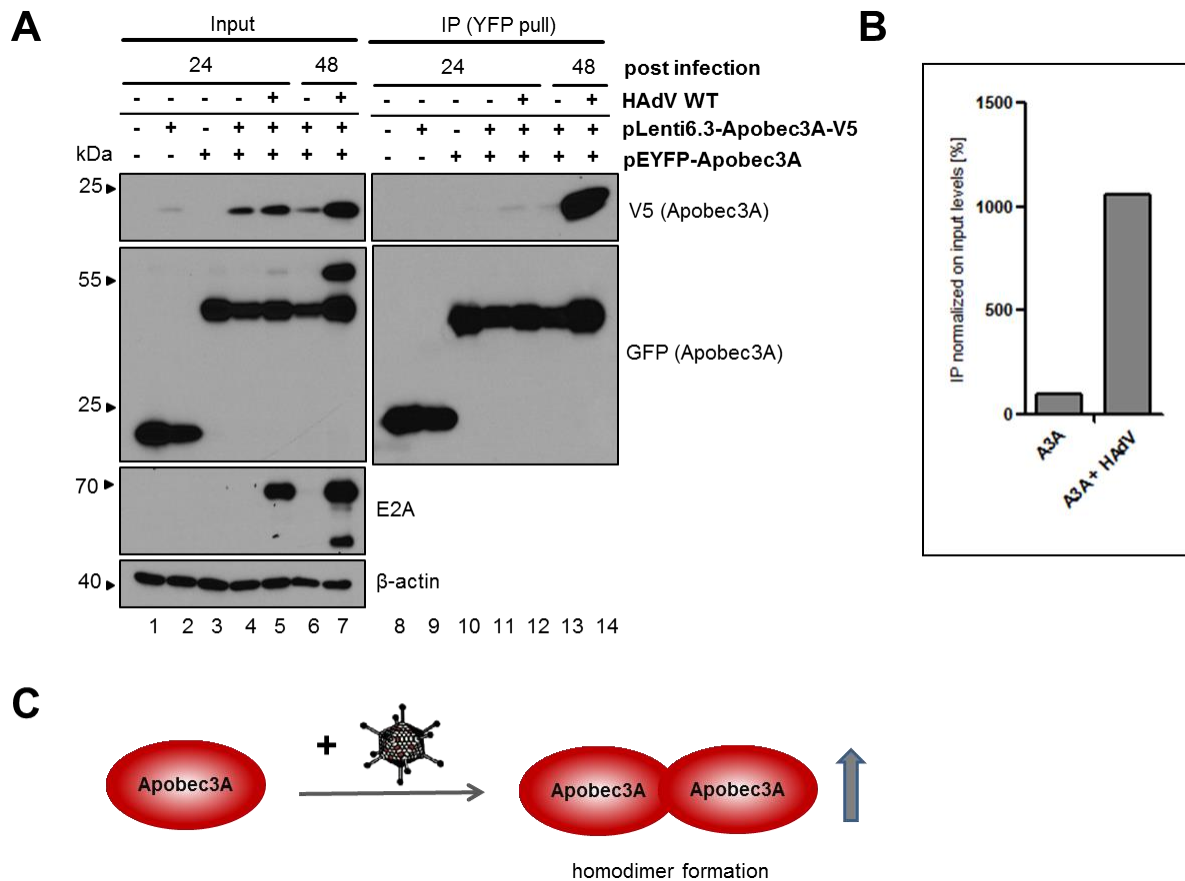 A
Input
IP (YFP pull)
24 48 24 48 post infection
- - - - + - + - - - - + - + HAdV WT
- + - + + + + - + - + + + + pLenti6.3-Apobec3A-V5
kDa - - + + + + + - - + + + + + pEYFP-Apobec3A
25 V5 (Apobec3A)
55
GFP (Apobec3A)
25
70 E2A
40 β-actin
1 2 3 4 5 6 7 8 9 10 11 12 13 14
B
IP normalized on input levels [%]
1500
1000
500
0
A3A
A3A + HAdV
C
+
Apobec3A
Apobec3A Apobec3A
homodimer formation